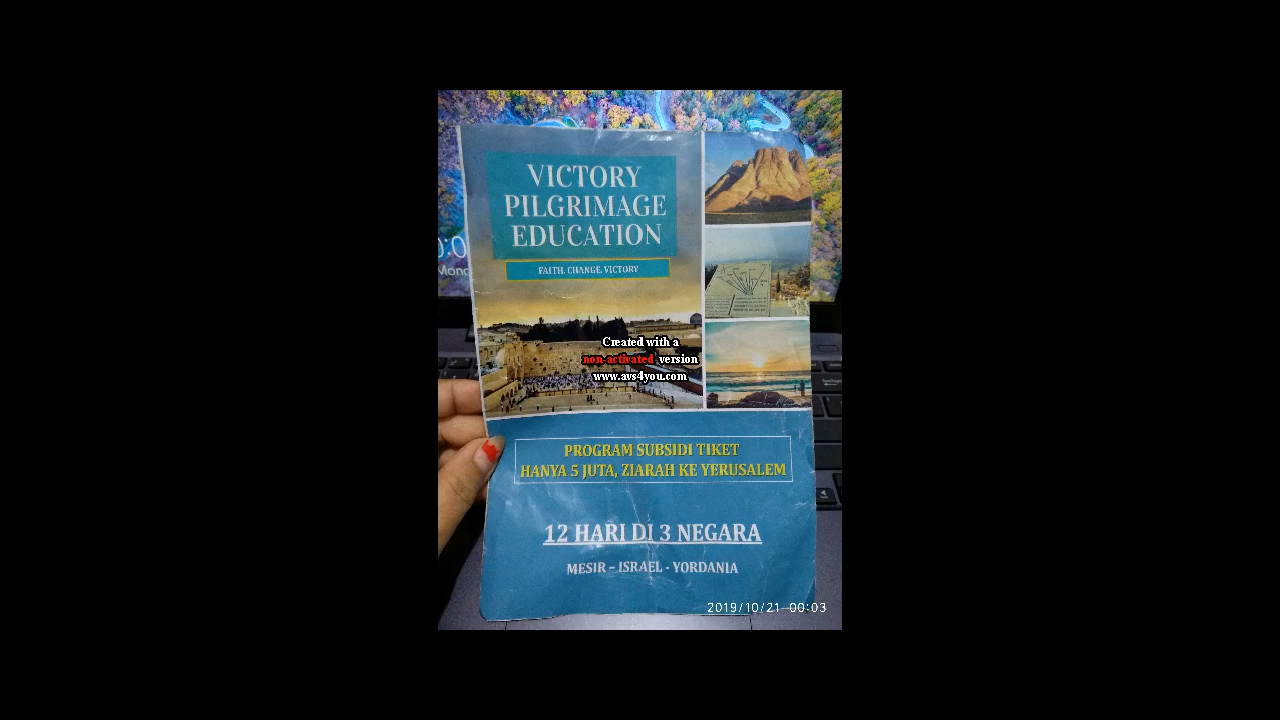 VICTORY
PILGRIMAGE
EDUCATION
FAITH. CHANGE. VICTORY
Created with a
non-activated version
www.avs4you.com
PROGRAM SUBSIDI TIKET
HANYA 5 JUTA, ZIARAH KE YERUSALEM
12 HARI DI 3 NEGARA
MESIR – ISRAEL - YORDANIA
2019/10/21 00:03